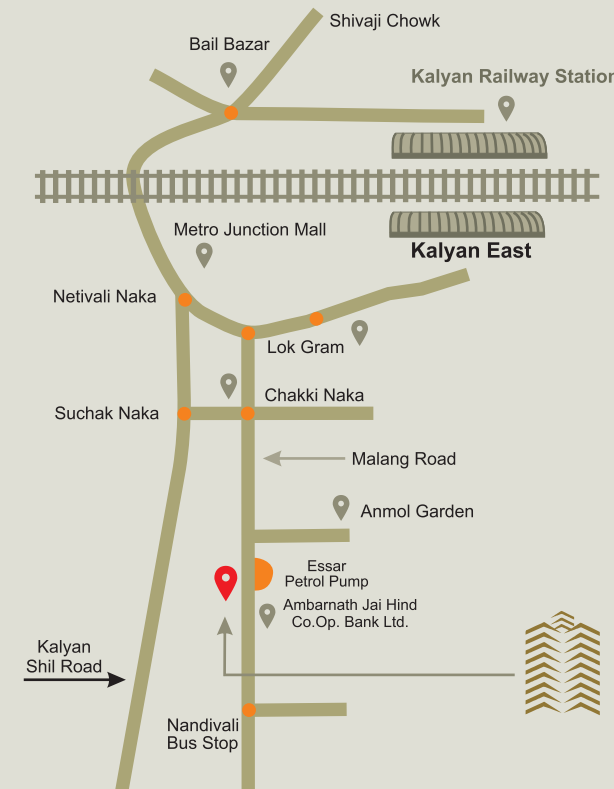 Shivaji Chowk
Bail Bazar
Kalyan Railway Station
Metro Junction Mall
Kalyan East
Netivali Naka
Lok Gram
Chakki Naka
Suchak Naka
Malang Road
Anmol Garden
Essar
Petrol Pump
Ambarnath Jai Hind
Co.Op. Bank Ltd.
Kalyan
Shil Road
Nandivali
Bus Stop